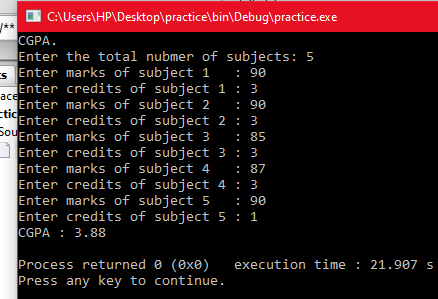 C:\Users\HP\Desktop\practice\bin\Debug\practice.exe
CGPA.
Enter the total nubmer of subjects: 5
Enter marks of subject 1   : 90
Enter credits of subject 1 : 3
Enter marks of subject 2   : 90
Enter credits of subject 2 : 3
Enter marks of subject 3   : 85
Enter credits of subject 3 : 3
Enter marks of subject 4   : 87
Enter credits of subject 4 : 3
Enter marks of subject 5   : 90
Enter credits of subject 5 : 1
CGPA : 3.88
Process returned 0 (0x0)   execution time : 21.907 s
Press any key to continue.
/**